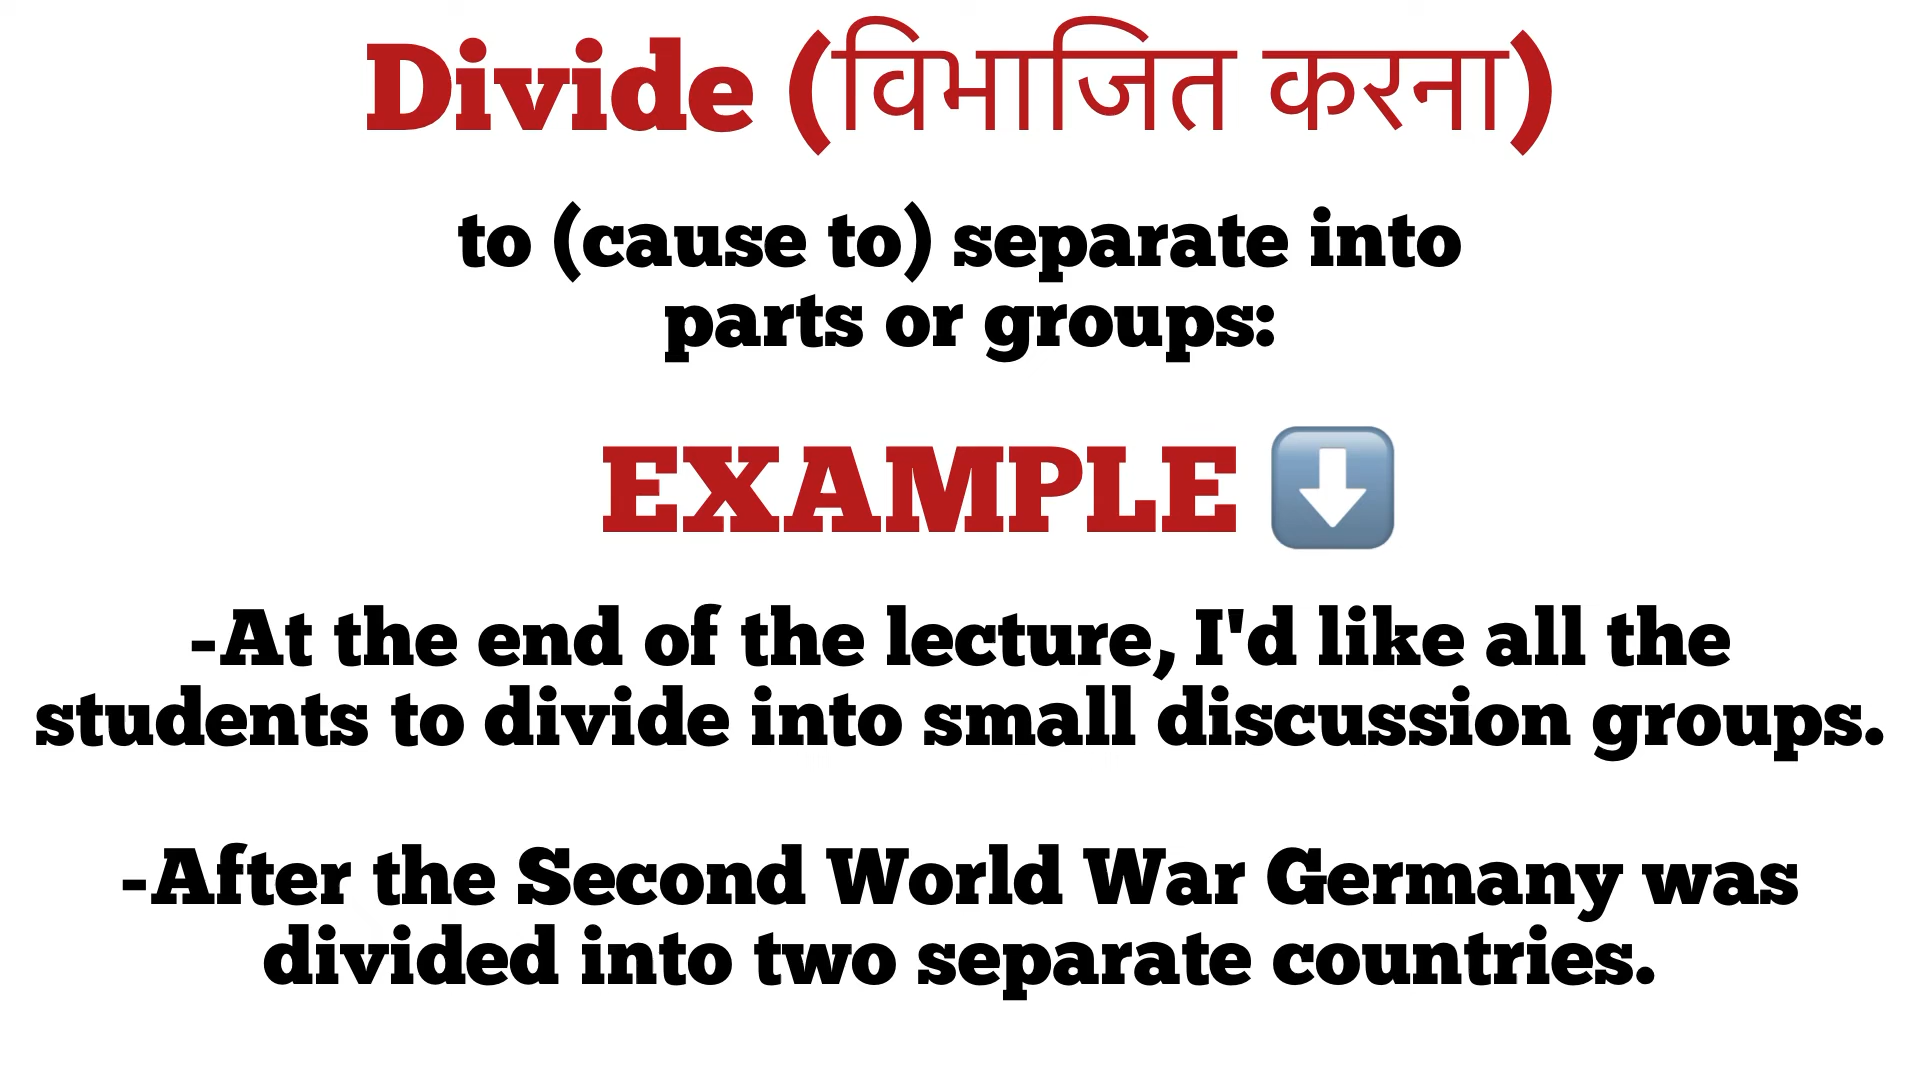 Divide (विभाजित करना)
to (cause to) separate into
parts or groups:
EXAMPLE ⬇️
-At the end of the lecture, I'd like all the
students to divide into small discussion groups.
-After the Second World War Germany was
divided into two separate countries.